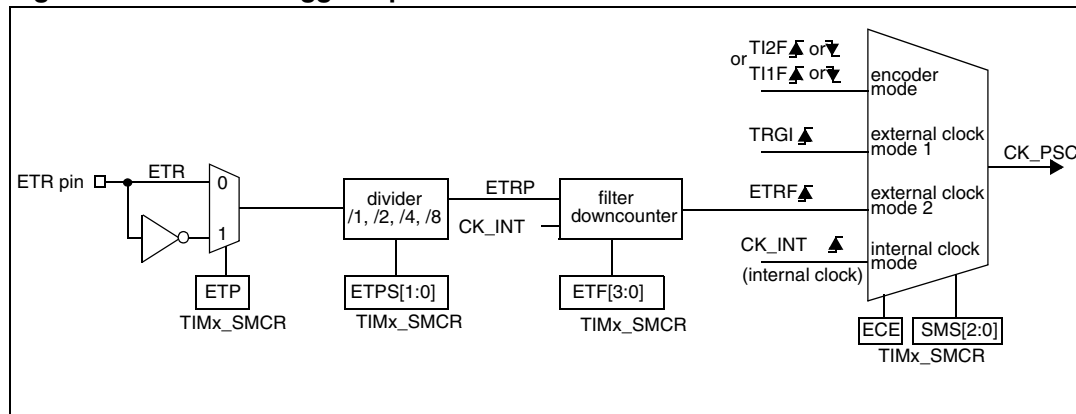 or TI2F or
TI1F or
encoder
mode
TRGI
external clock
mode 1
CK_PSC
ETR pin
ETR
0
1
divider
/1, /2, /4, /8
ETRP
CK_INT
filter
downcounter
ETRF
external clock
mode 2
CK_INT
(internal clock)
internal clock
mode
ETP
TIMx_SMCR
ETPS[1:0]
TIMx_SMCR
ETF[3:0]
TIMx_SMCR
ECE
SMS[2:0]
TIMx_SMCR